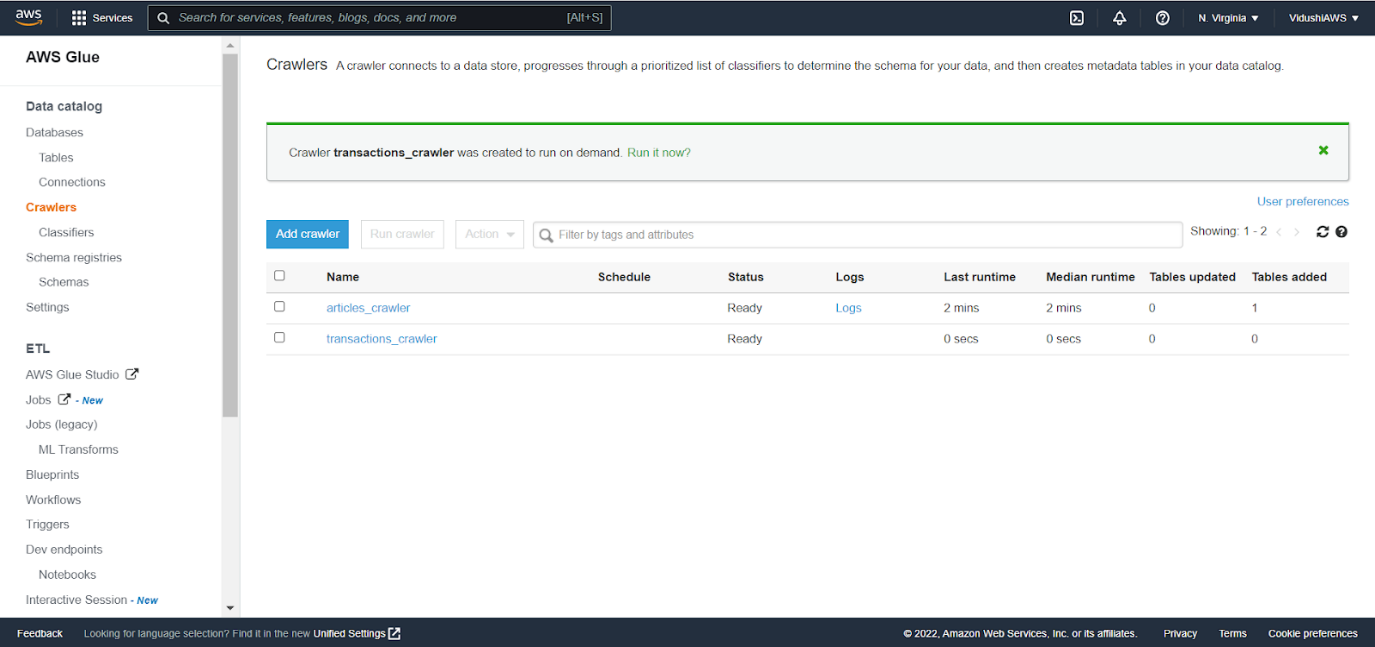 aws Services Search for services, features, blogs, docs, and more [Alt+S] N. Virginia VidushiAWS
AWS Glue
Data catalog
Databases
Tables
Connections
Crawlers
Classifiers
Schema registries
Schemas
Settings
ETL
AWS Glue Studio
Jobs - New
Jobs (legacy)
ML Transforms
Blueprints
Workflows
Triggers
Dev endpoints
Notebooks
Interactive Session - New
Crawlers A crawler connects to a data store, progresses through a prioritized list of classifiers to determine the schema for your data, and then creates metadata tables in your data catalog.
Crawler transactions_crawler was created to run on demand. Run it now?
User preferences
Add crawler Run crawler Action Filter by tags and attributes Showing: 1 - 2
Name Schedule Status Logs Last runtime Median runtime Tables updated Tables added
articles_crawler Ready Logs 2 mins 2 mins 0 1
transactions_crawler Ready 0 secs 0 secs 0 0
Feedback Looking for language selection? Find it in the new Unified Settings © 2022, Amazon Web Services, Inc. or its affiliates. Privacy Terms Cookie preferences